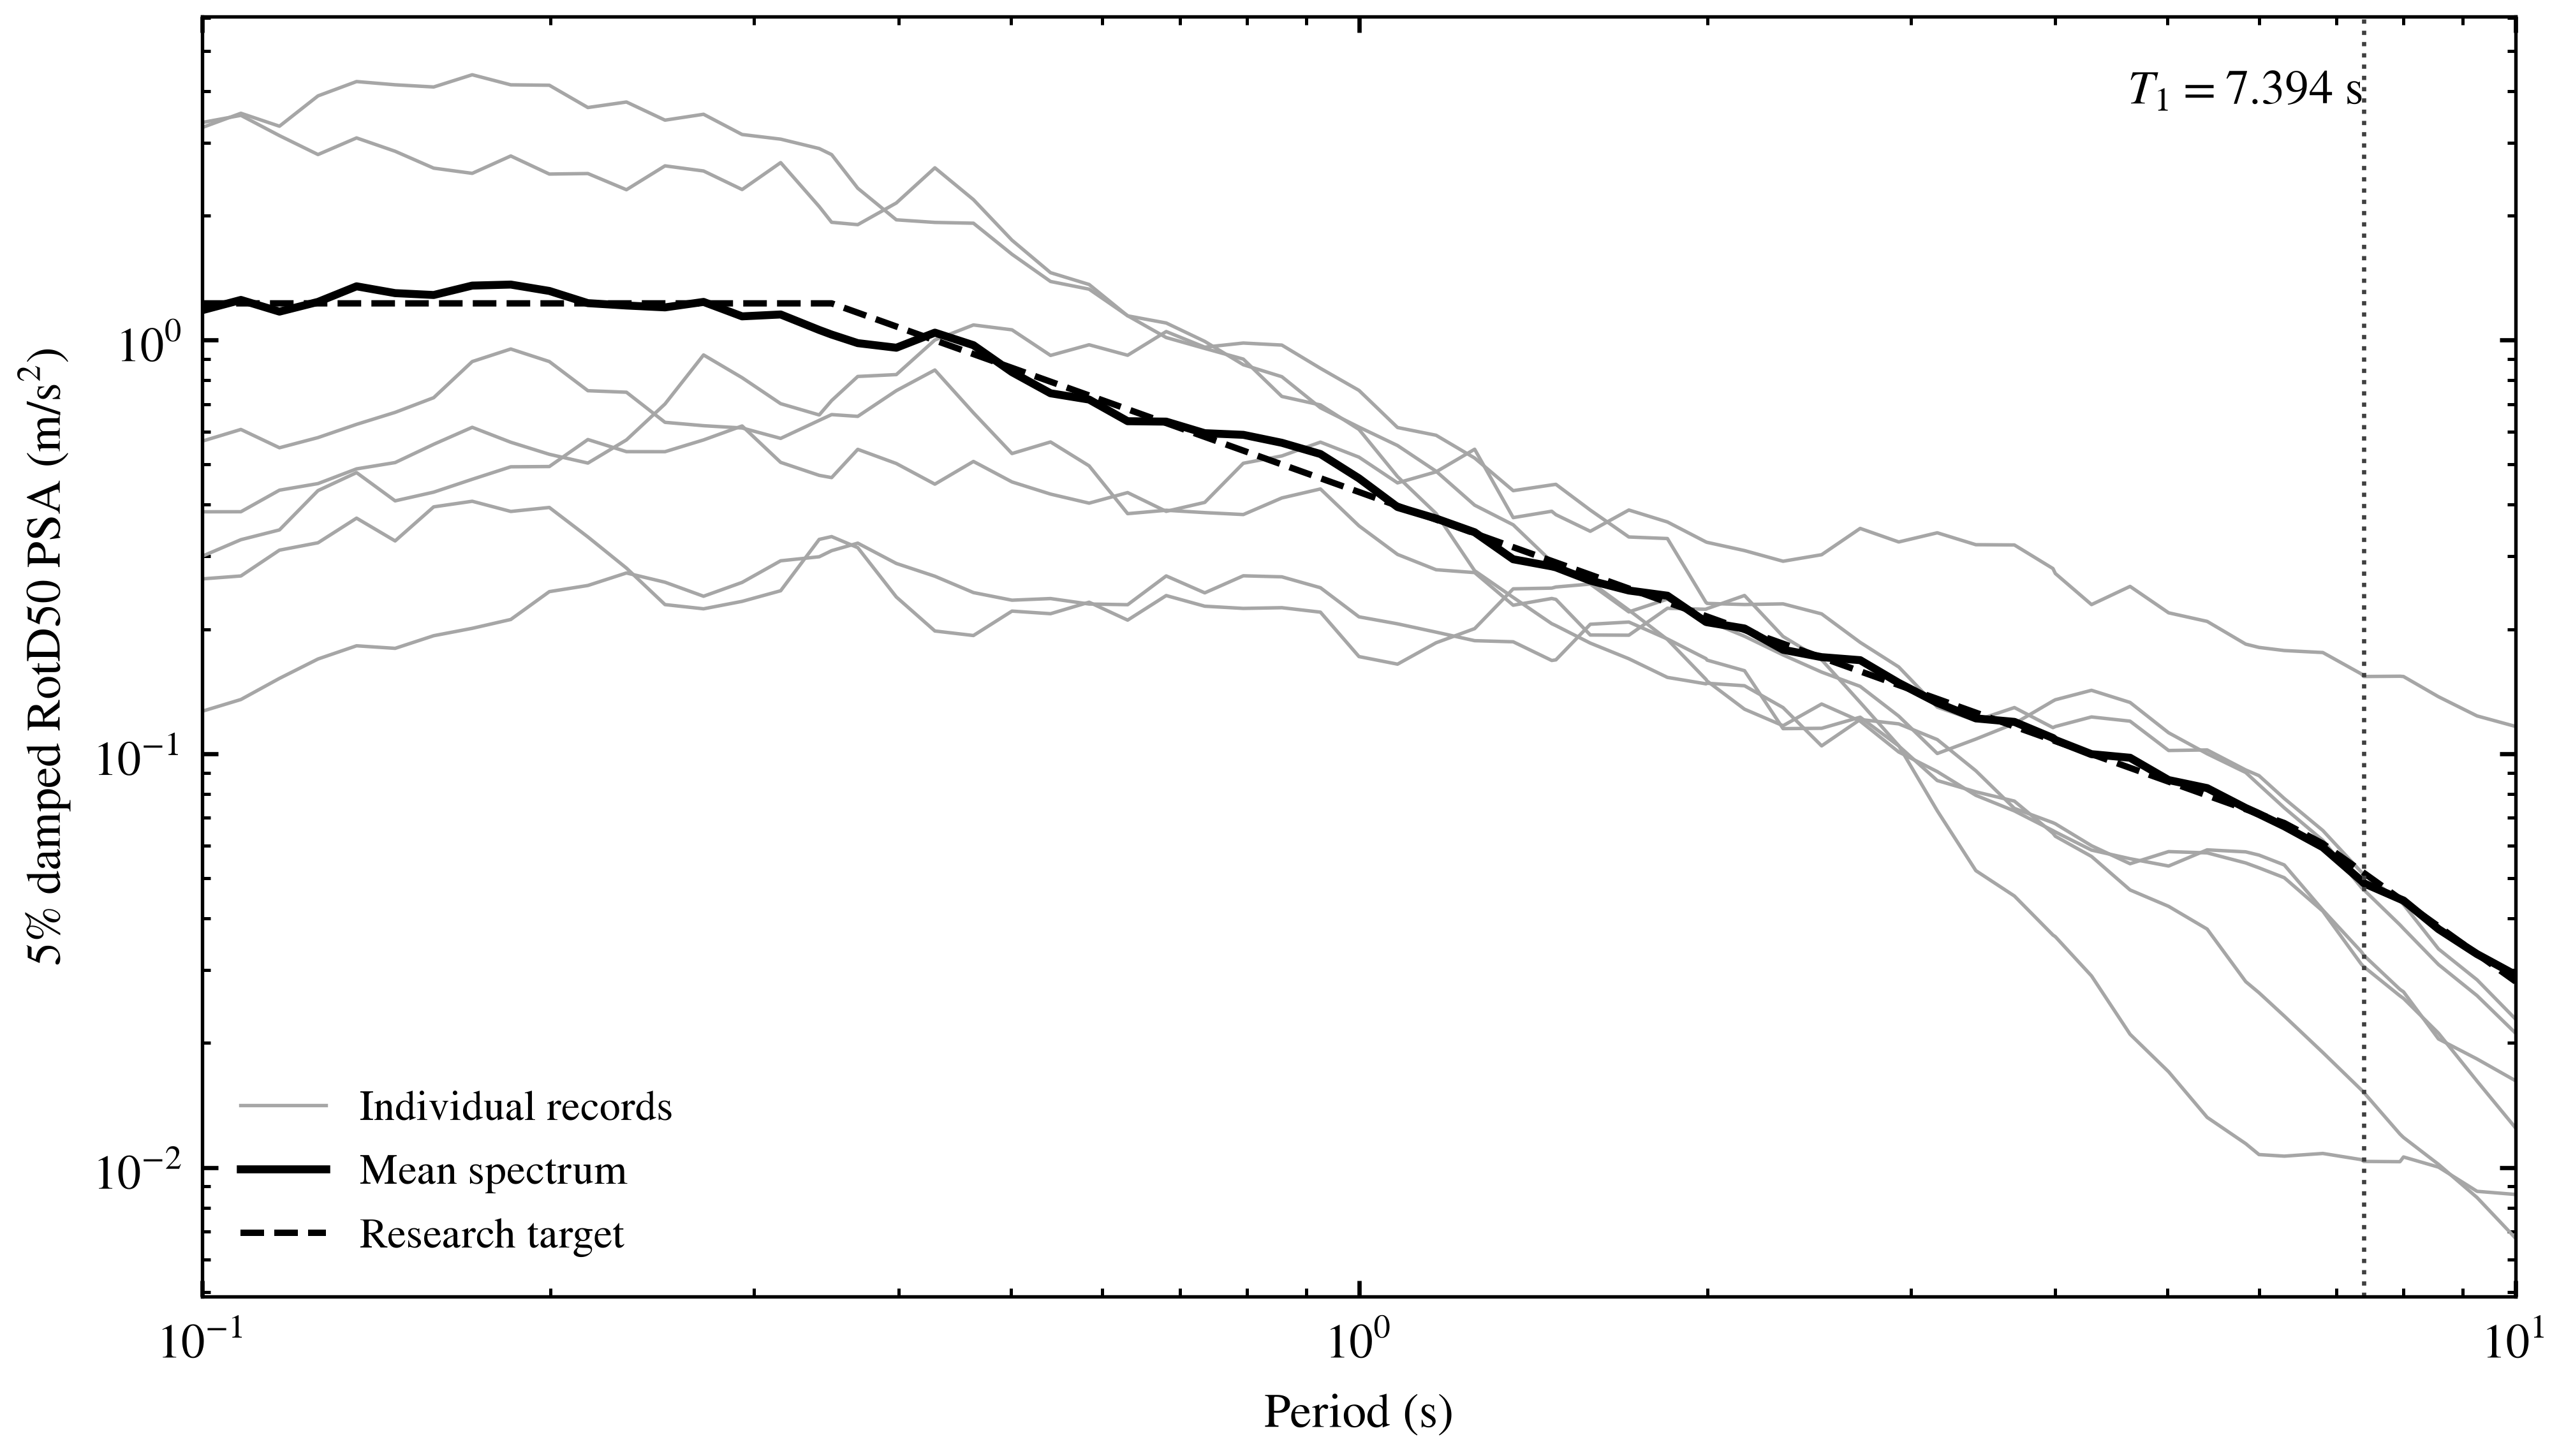 5% damped RotD50 PSA (m/s²)
10⁰
10⁻¹
10⁻²
T₁ = 7.394 s
Individual records
Mean spectrum
Research target
10⁻¹
10⁰
10¹
Period (s)